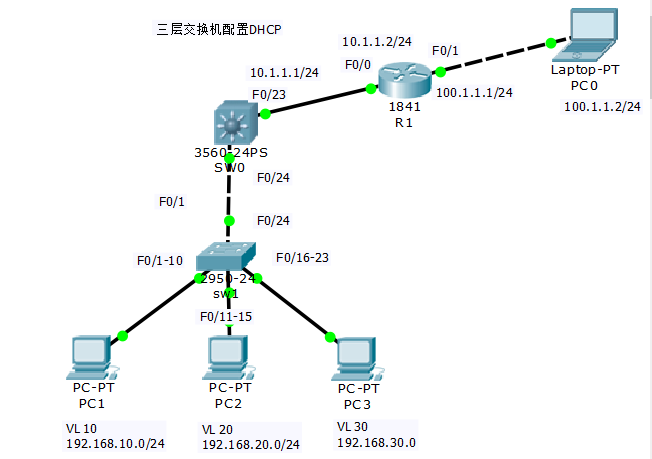 三层交换机配置DHCP
10.1.1.2/24
F0/1
F0/0
Laptop-PT
PC0
10.1.1.1/24
F0/23
100.1.1.1/24
1841
R1
100.1.1.2/24
3560-24PS
SW0
F0/24
F0/1
F0/24
F0/1-10
F0/16-23
2950-24
sw1
F0/11-15
PC-PT
PC1
PC-PT
PC2
PC-PT
PC3
VL 10
192.168.10.0/24
VL 20
192.168.20.0/24
VL 30
192.168.30.0